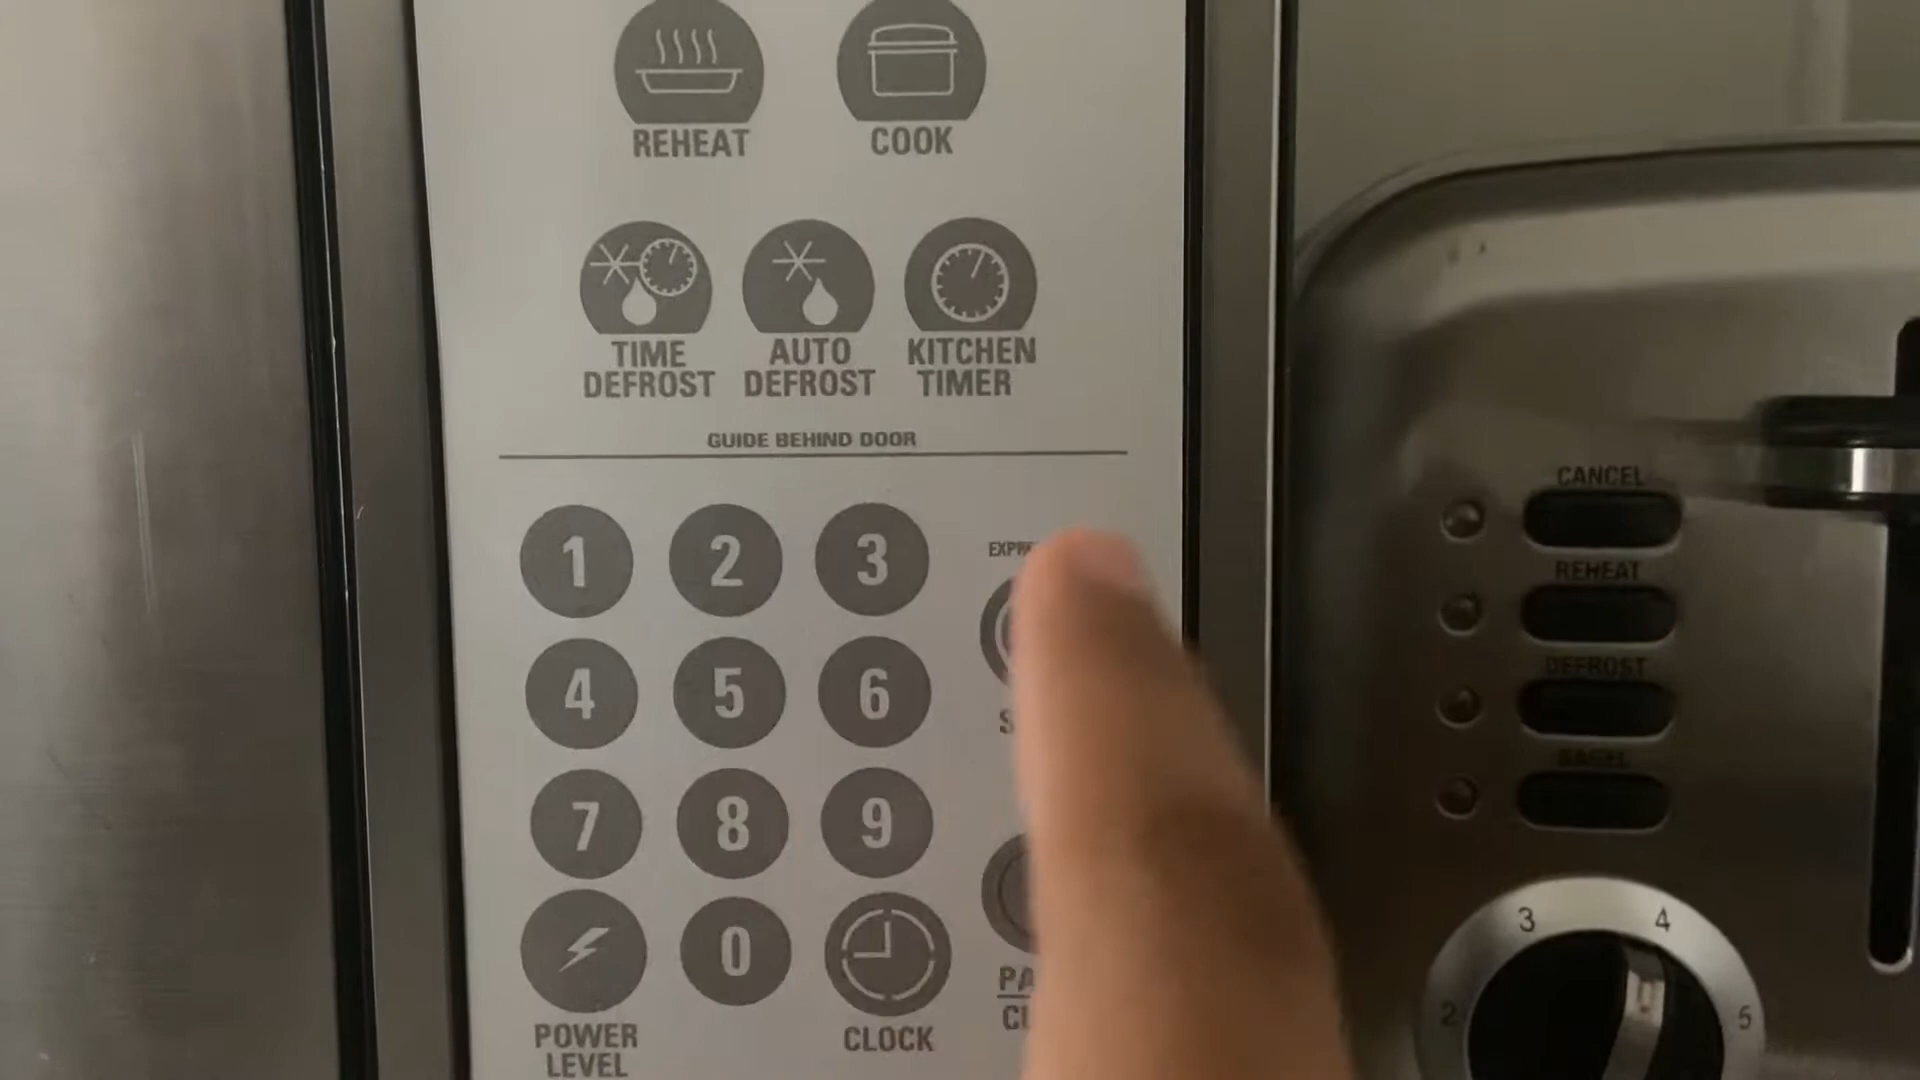 REHEAT
COOK
TIME
DEFROST
AUTO
DEFROST
KITCHEN
TIMER
GUIDE BEHIND DOOR
1 2 3
4 5 6
7 8 9
0
POWER
LEVEL
CLOCK
CANCEL
REHEAT
DEFROST
BAGEL
3
4
2
5